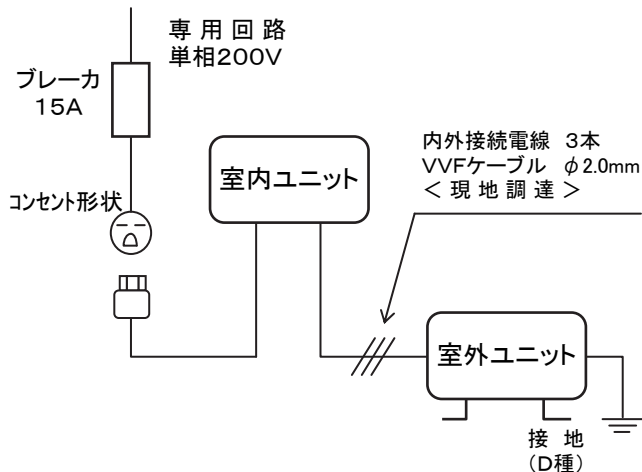 専用回路
単相200V
ブレーカ
15A
コンセント形状
室内ユニット
内外接続電線 3本
VVFケーブル φ2.0mm
<現地調達>
室外ユニット
接地
(D種)